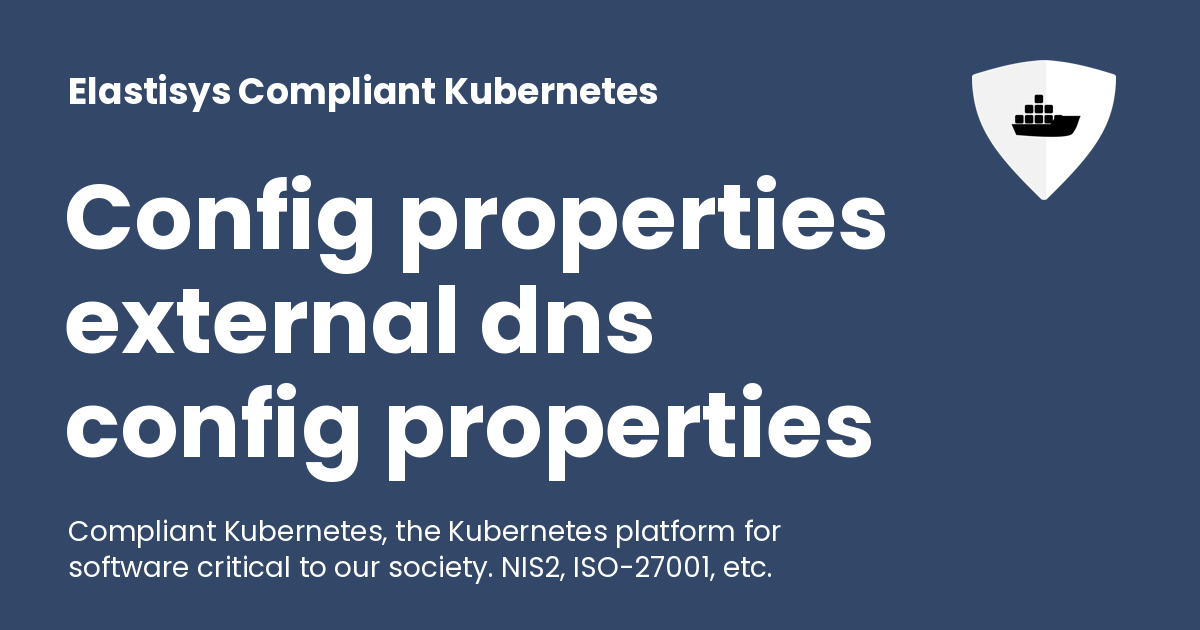 Elastisys Compliant Kubernetes
Config properties
external dns
config properties
Compliant Kubernetes, the Kubernetes platform for
software critical to our society. NIS2, ISO-27001, etc.